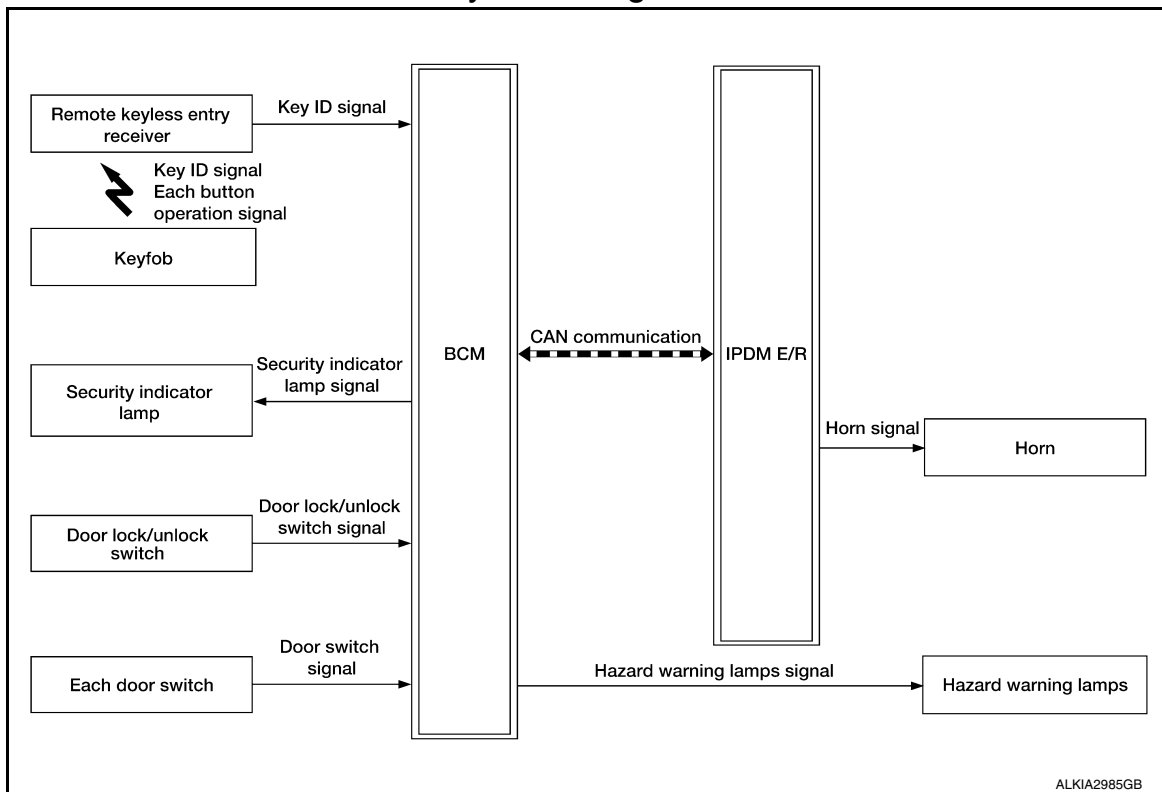 Remote keyless entry
receiver
Key ID signal
Key ID signal
Each button
operation signal
Keyfob
BCM
CAN communication
IPDM E/R
Security indicator
lamp signal
Security indicator
lamp
Horn signal
Horn
Door lock/unlock
switch signal
Door lock/unlock
switch
Door switch
signal
Each door switch
Hazard warning lamps signal
Hazard warning lamps
ALKIA2985GB